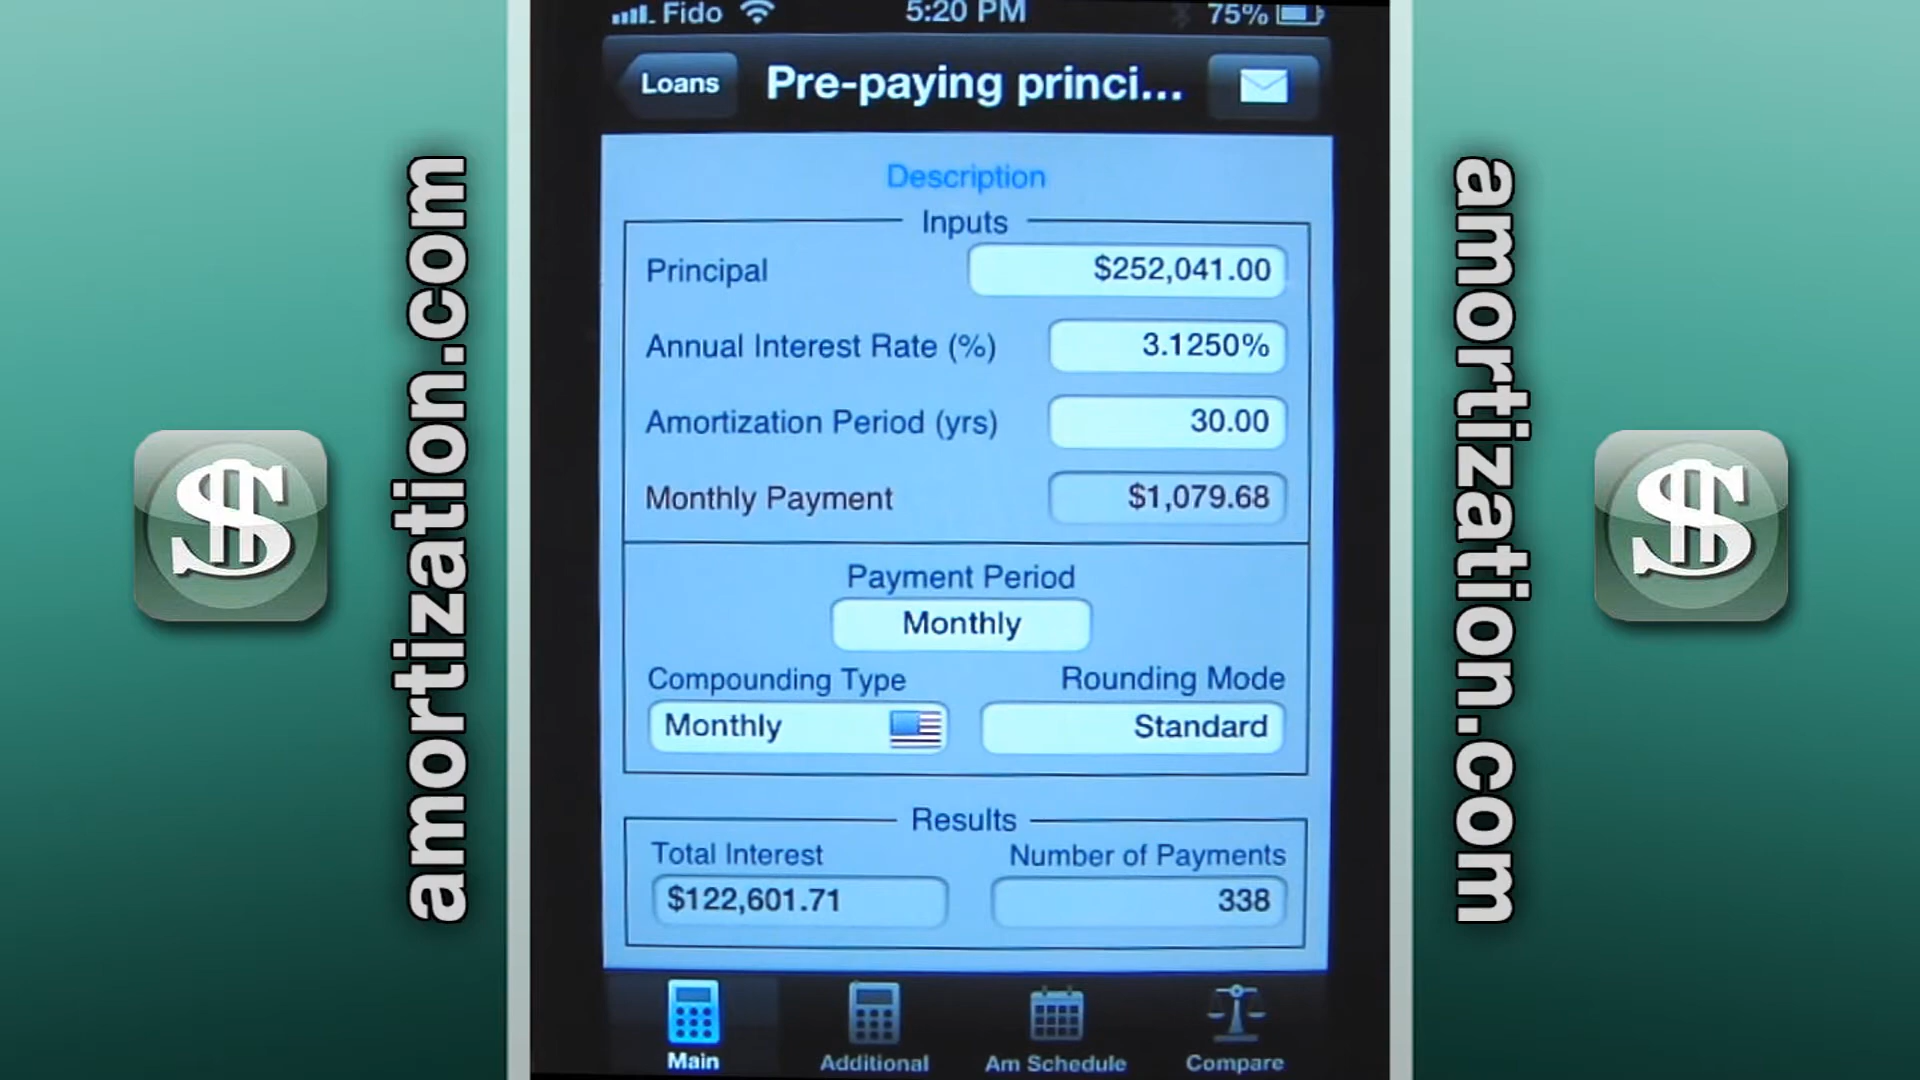 Fido 5:20 PM 75%
Loans Pre-paying princi...
Description
Inputs
Principal $252,041.00
Annual Interest Rate (%) 3.1250%
Amortization Period (yrs) 30.00
Monthly Payment $1,079.68
Payment Period
Monthly
Compounding Type Rounding Mode
Monthly Standard
Results
Total Interest Number of Payments
$122,601.71 338
Main Additional Am Schedule Compare
amortization.com
$
amortization.com
$